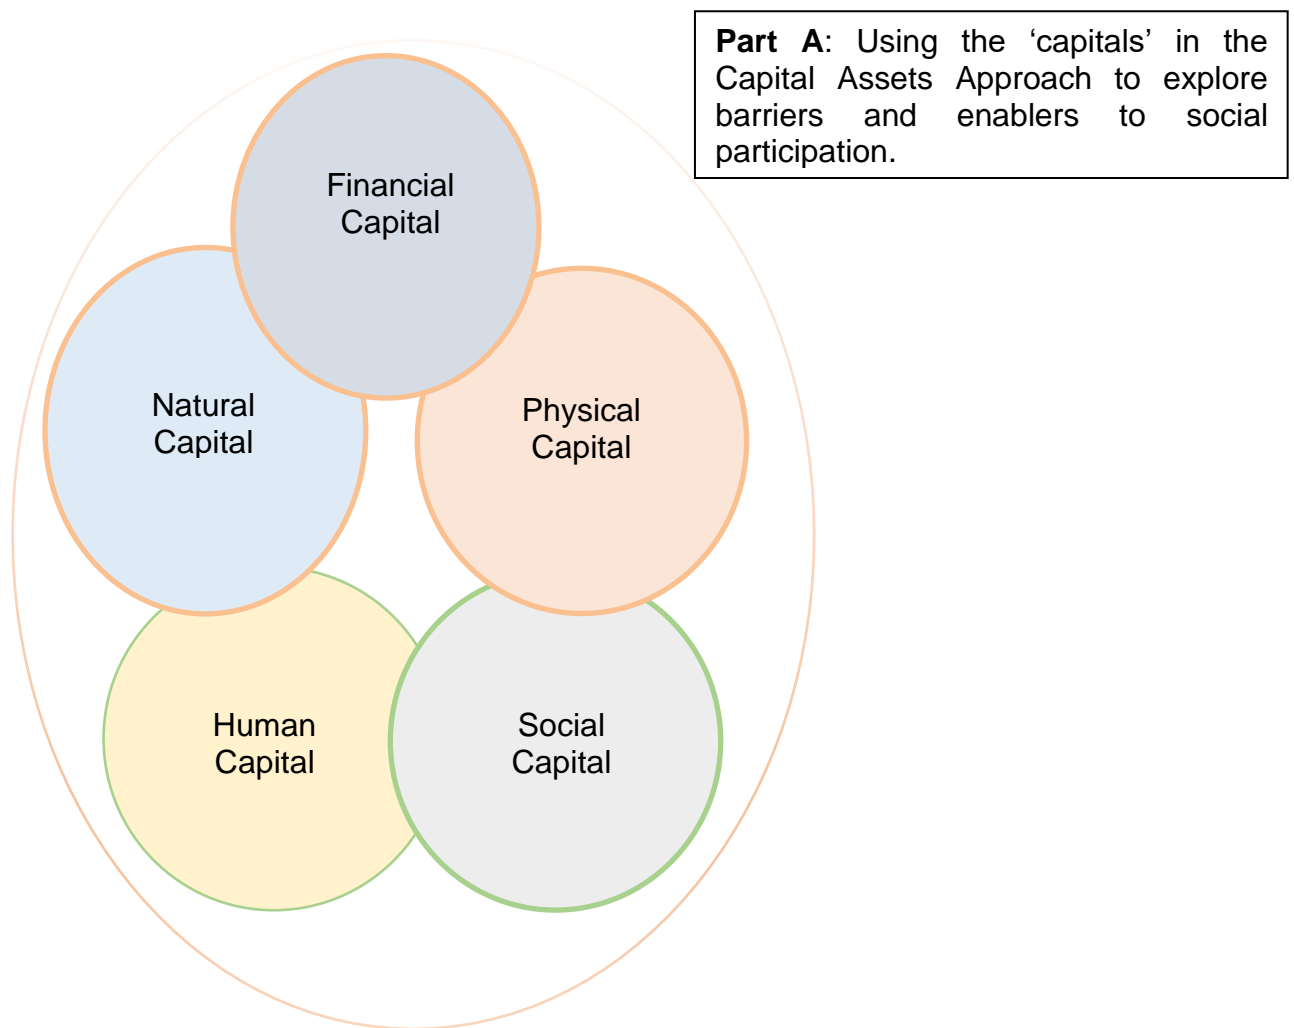 Part A: Using the ‘capitals’ in the
Capital Assets Approach to explore
barriers and enablers to social
participation.
Financial
Capital
Natural
Capital
Physical
Capital
Human
Capital
Social
Capital